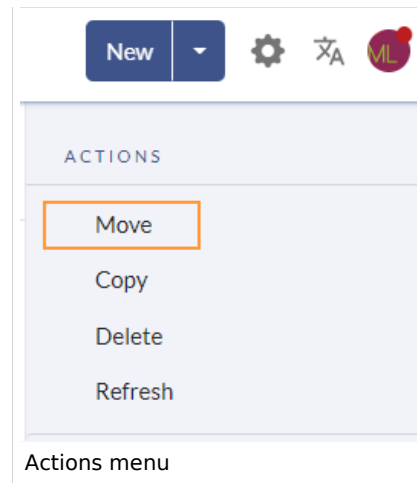 New
ML
ACTIONS
Move
Copy
Delete
Refresh
Actions menu